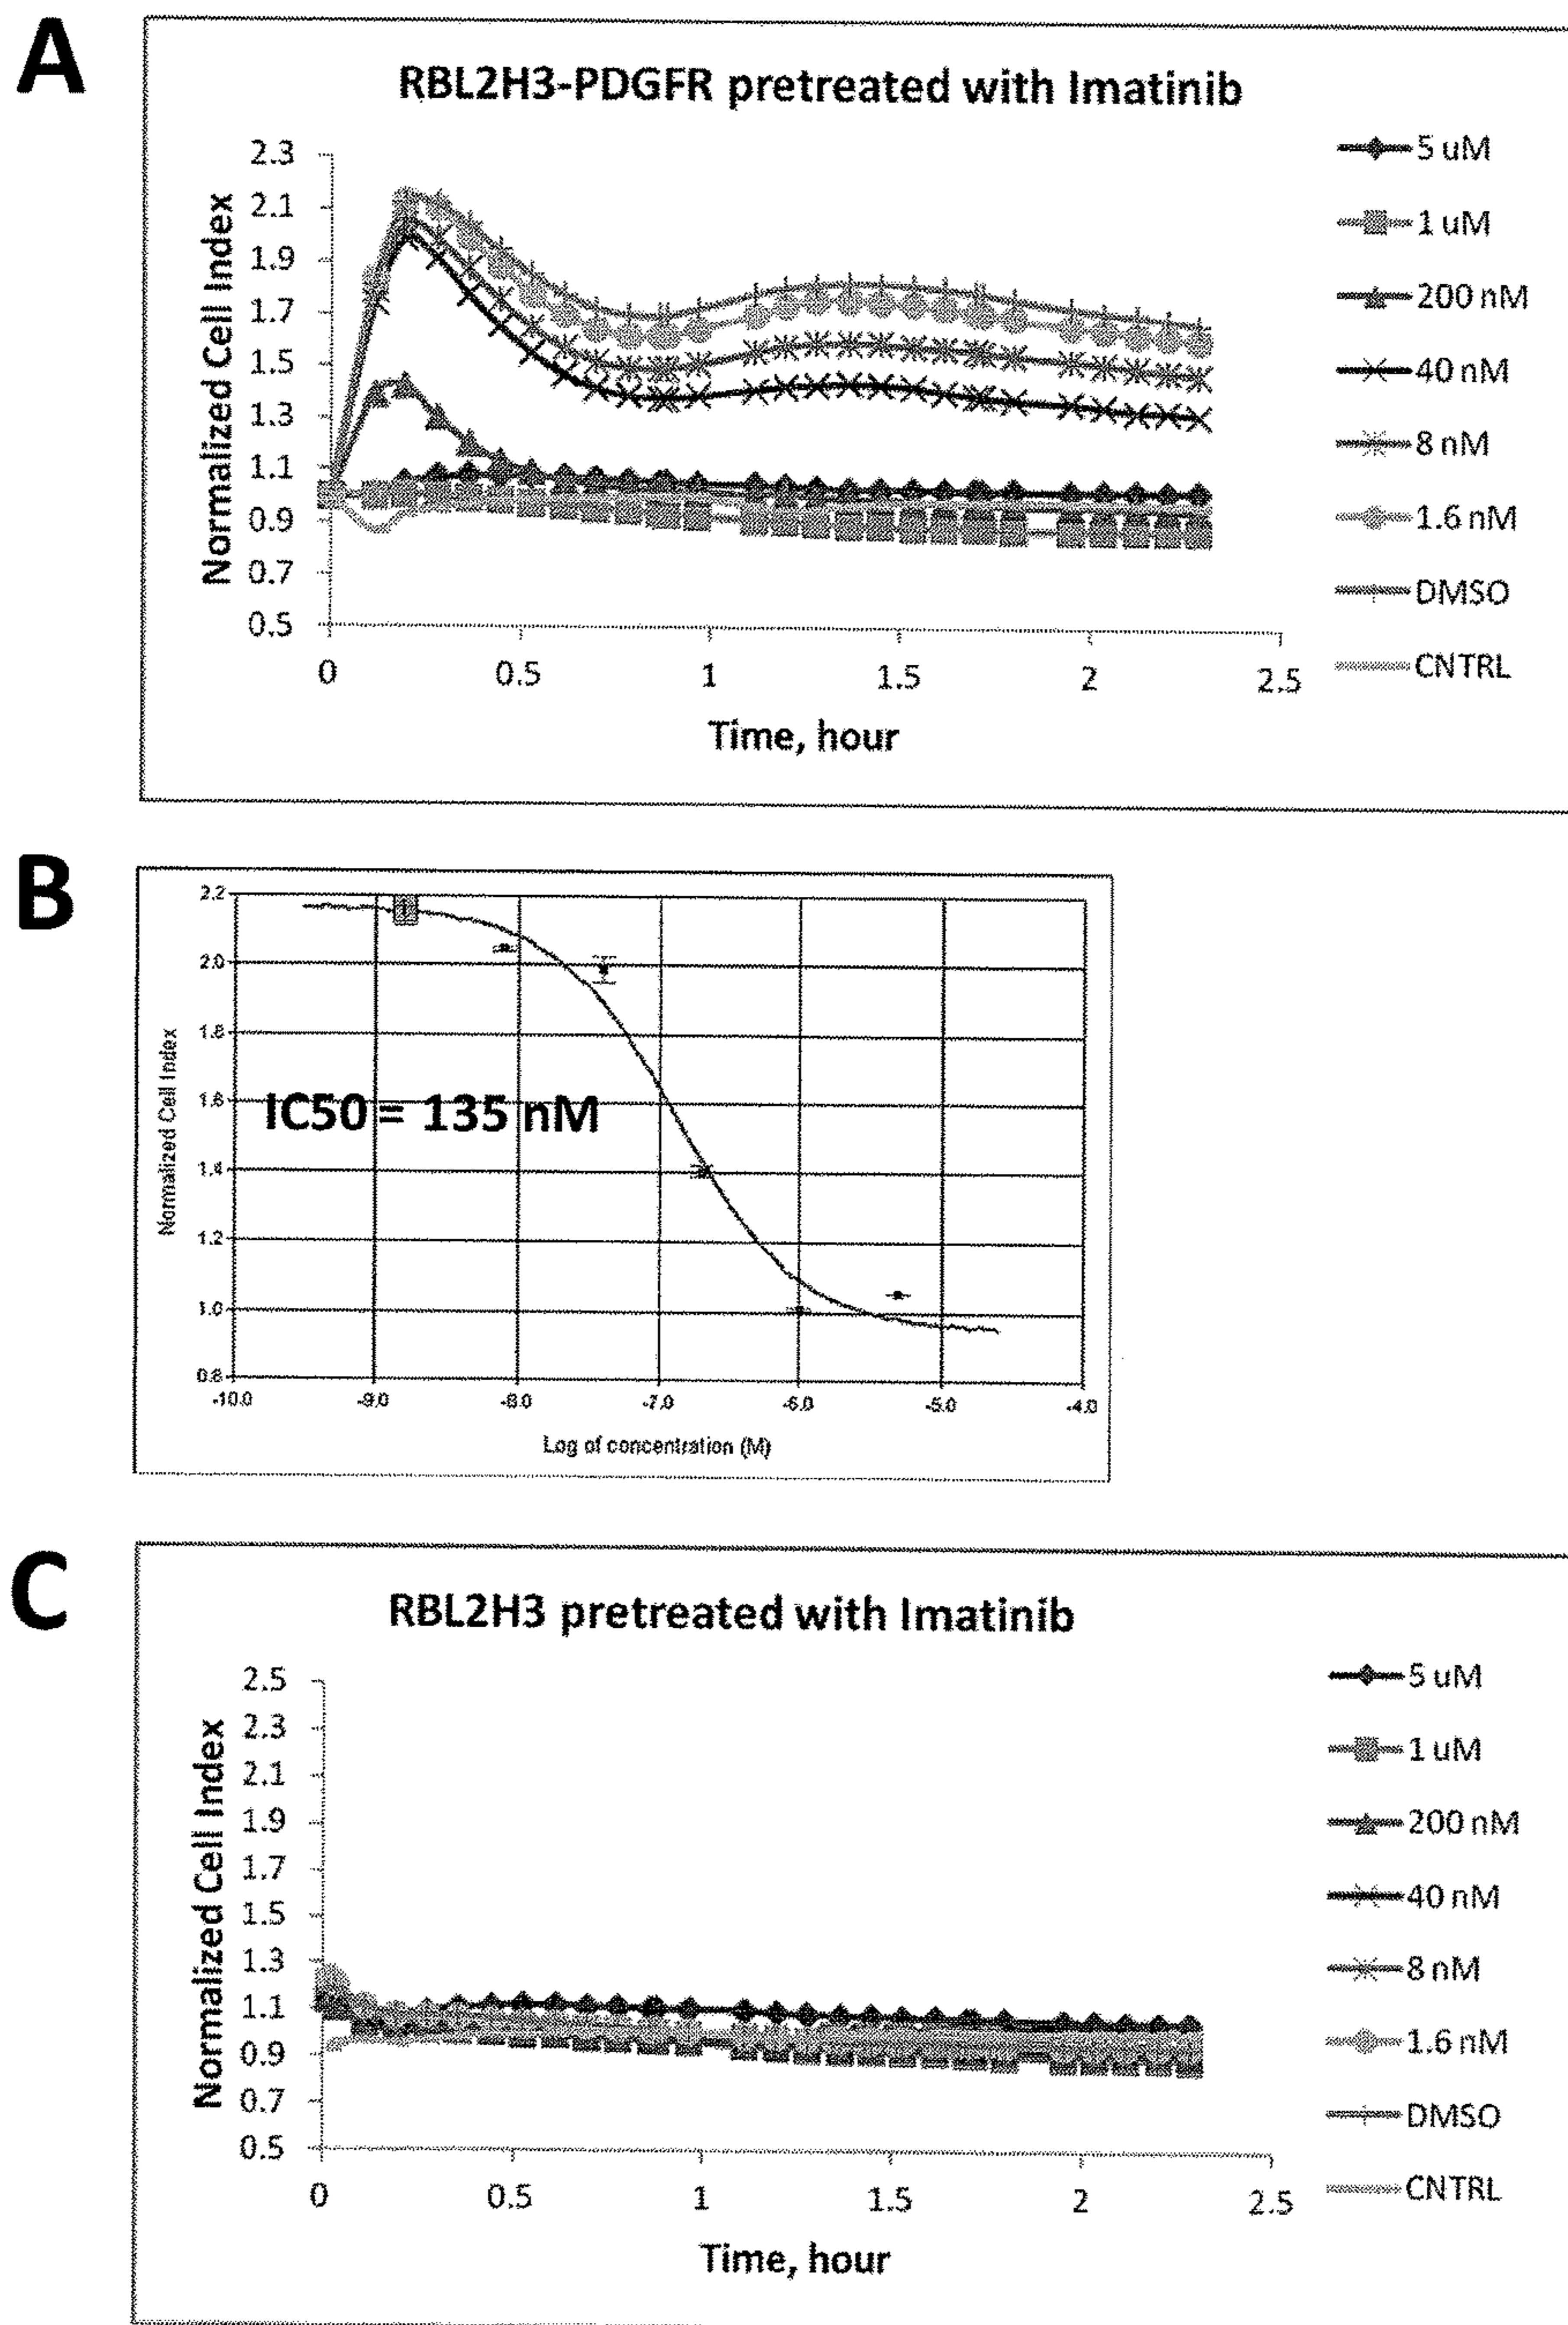 A
RBL2H3-PDGFR pretreated with Imatinib
Normalized Cell Index
2.3
2.1
1.9
1.7
1.5
1.3
1.1
0.9
0.7
0.5
0
0.5
1
1.5
2
2.5
Time, hour
5 uM
1 uM
200 nM
40 nM
8 nM
1.6 nM
DMSO
CNTRL
B
Normalized Cell Index
2.2
2.0
1.8
1.6
1.4
1.2
1.0
0.8
IC50 = 135 nM
-10.0
-9.0
-8.0
-7.0
-6.0
-5.0
-4.0
Log of concentration (M)
C
RBL2H3 pretreated with Imatinib
Normalized Cell Index
2.5
2.3
2.1
1.9
1.7
1.5
1.3
1.1
0.9
0.7
0.5
0
0.5
1
1.5
2
2.5
Time, hour
5 uM
1 uM
200 nM
40 nM
8 nM
1.6 nM
DMSO
CNTRL